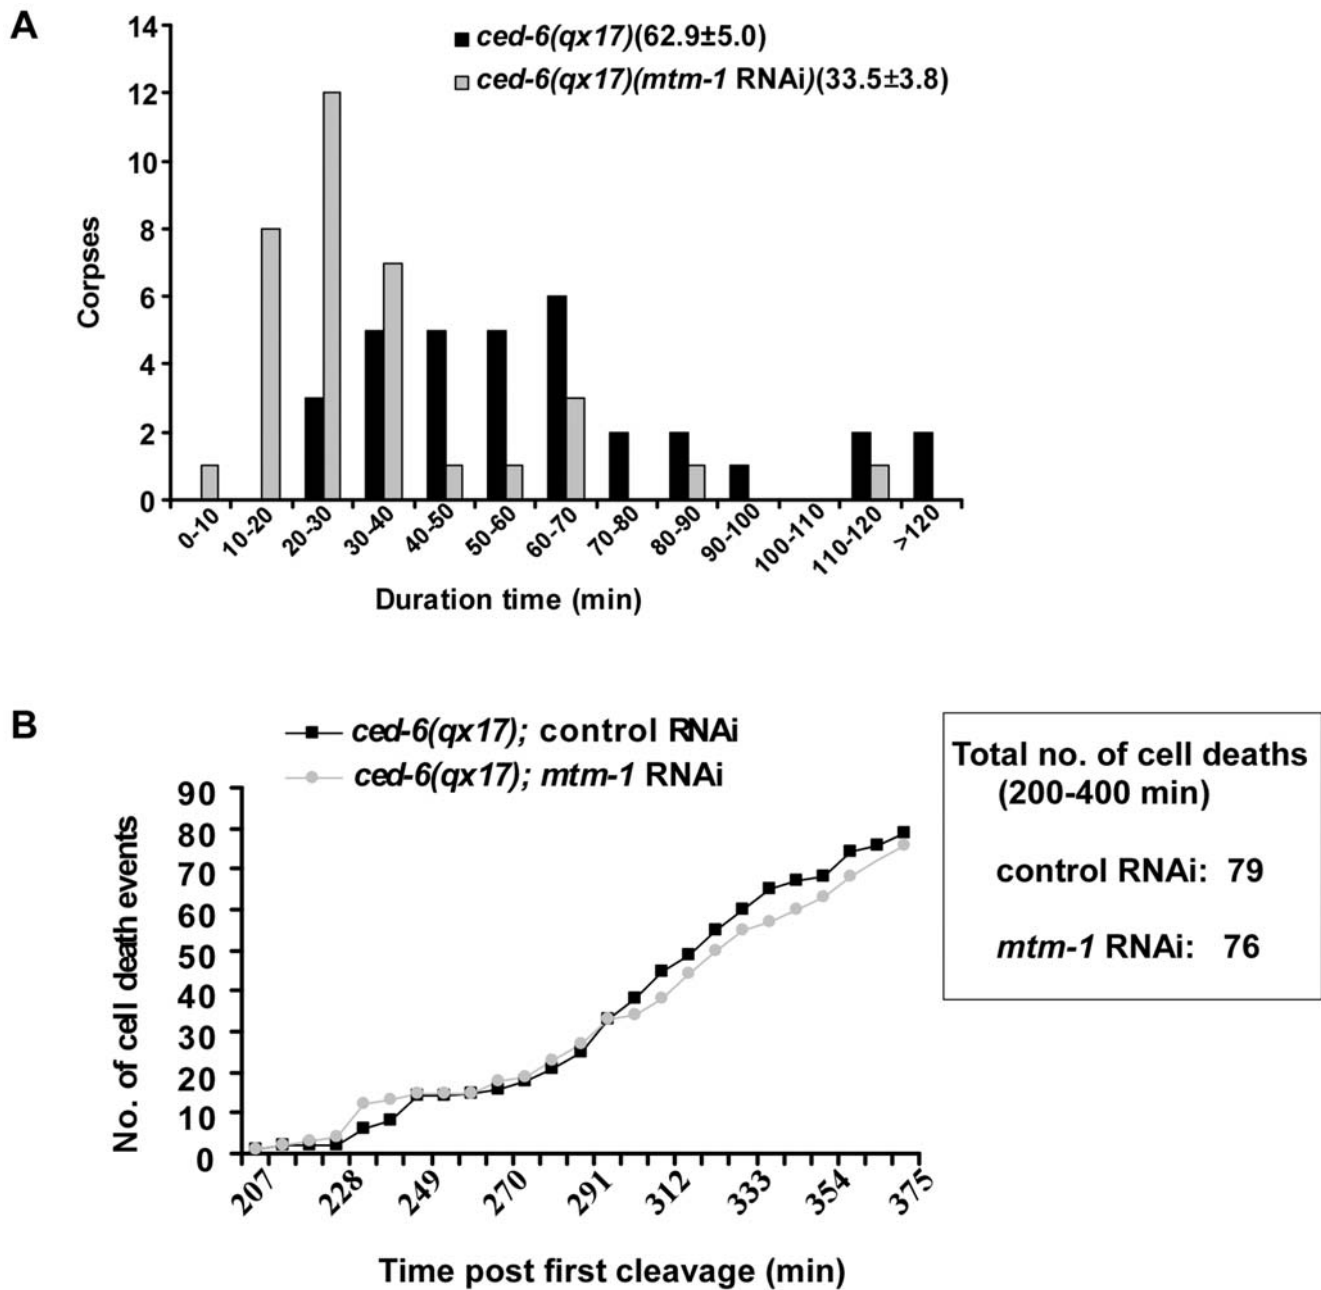 A
ced-6(qx17)(62.9±5.0)
ced-6(qx17)(mtm-1 RNAi)(33.5±3.8)
14
12
10
8
6
4
2
0
Corpses
0-10
10-20
20-30
30-40
40-50
50-60
60-70
70-80
80-90
90-100
100-110
110-120
>120
Duration time (min)
B
ced-6(qx17); control RNAi
ced-6(qx17); mtm-1 RNAi
90
80
70
60
50
40
30
20
10
0
No. of cell death events
207
228
249
270
291
312
333
354
375
Time post first cleavage (min)
Total no. of cell deaths
(200-400 min)
control RNAi: 79
mtm-1 RNAi: 76